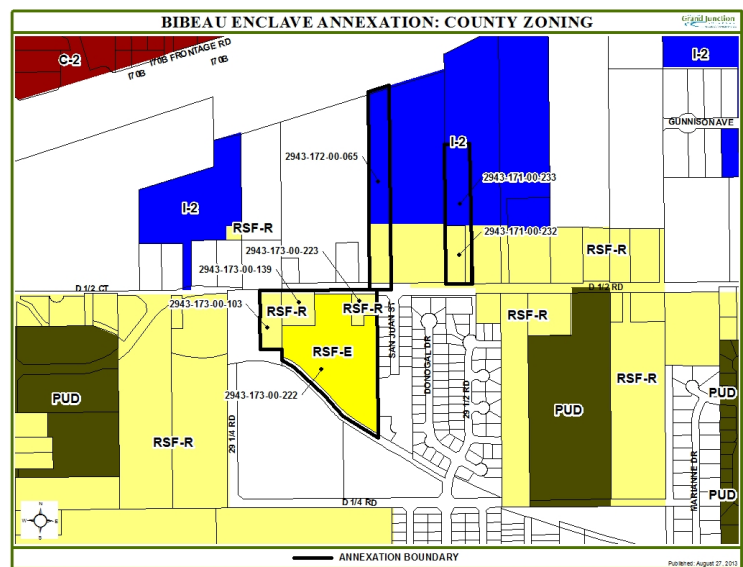 BIBEAU ENCLAVE ANNEXATION: COUNTY ZONING
Grand Junction
C-2
I70B FRONTAGE RD
I70B
I70B
I-2
GUNNISON AVE
I-2
2943-172-00-065
2943-171-00-233
I-2
RSF-R
2943-173-00-223
2943-171-00-232
RSF-R
2943-173-00-139
D 1/2 CT
D 1/2 RD
2943-173-00-103
RSF-R
RSF-R
RSF-R
SAN JUAN ST
RSF-E
DONOGAL DR
29 1/2 RD
RSF-R
2943-173-00-222
PUD
PUD
PUD
29 1/4 RD
RSF-R
MARIANNE DR
PUD
D 1/4 RD
N
W
E
S
ANNEXATION BOUNDARY
Published: August 27, 2013